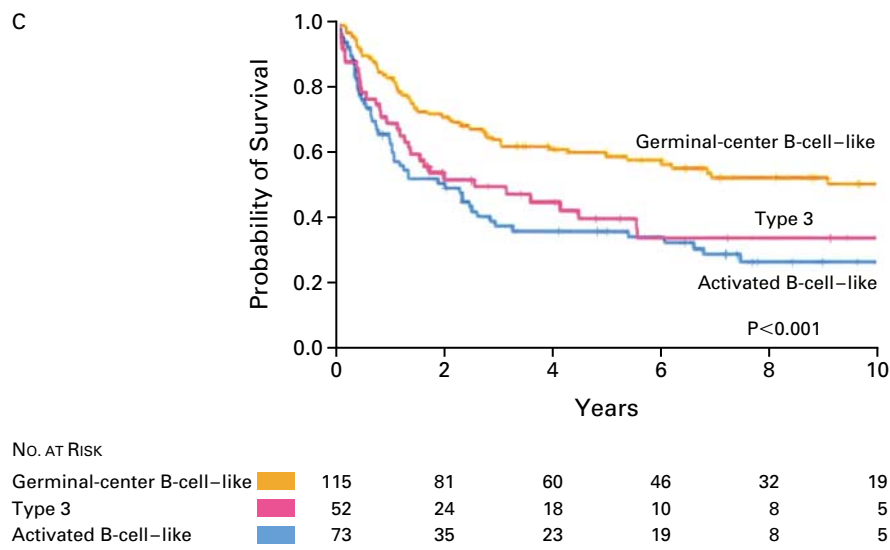 C
Probability of Survival
1.0
0.8
0.6
0.4
0.2
0.0
Germinal-center B-cell–like
Type 3
Activated B-cell–like
P<0.001
0 2 4 6 8 10
Years
NO. AT RISK
Germinal-center B-cell–like 115 81 60 46 32 19
Type 3 52 24 18 10 8 5
Activated B-cell–like 73 35 23 19 8 5